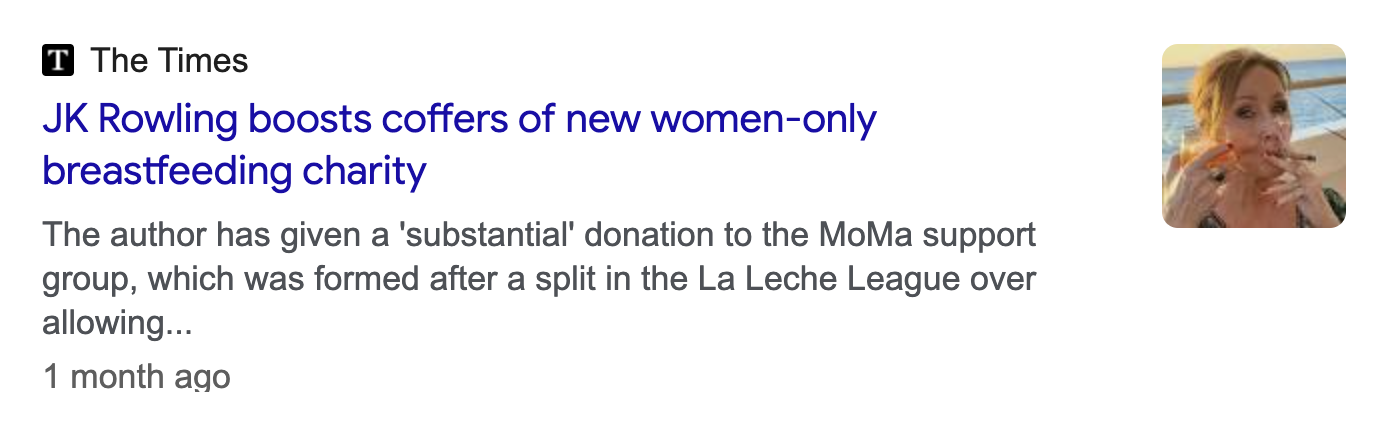 T The Times
JK Rowling boosts coffers of new women-only
breastfeeding charity
The author has given a 'substantial' donation to the MoMa support
group, which was formed after a split in the La Leche League over
allowing...
1 month ago